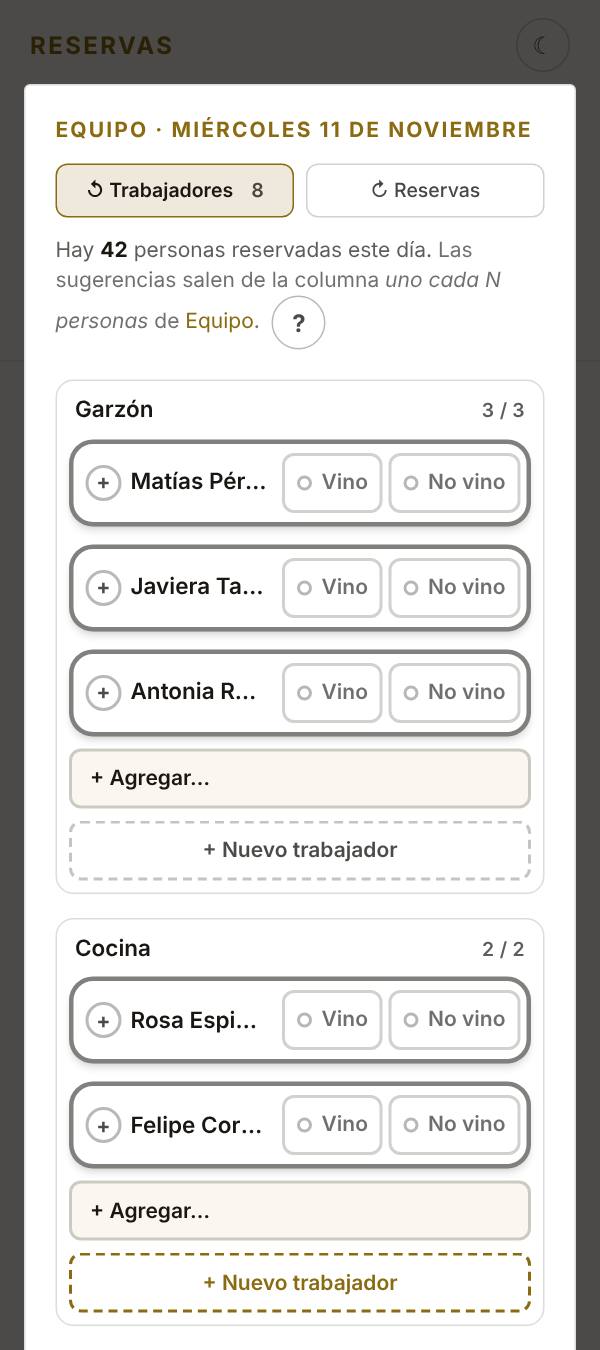 RESERVAS
☾
EQUIPO · MIÉRCOLES 11 DE NOVIEMBRE
Trabajadores 8
Reservas
Hay 42 personas reservadas este día. Las
sugerencias salen de la columna uno cada N
personas de Equipo. ?
Garzón 3 / 3
+ Matías Pér... Vino No vino
+ Javiera Ta... Vino No vino
+ Antonia R... Vino No vino
+ Agregar...
+ Nuevo trabajador
Cocina 2 / 2
+ Rosa Espi... Vino No vino
+ Felipe Cor... Vino No vino
+ Agregar...
+ Nuevo trabajador